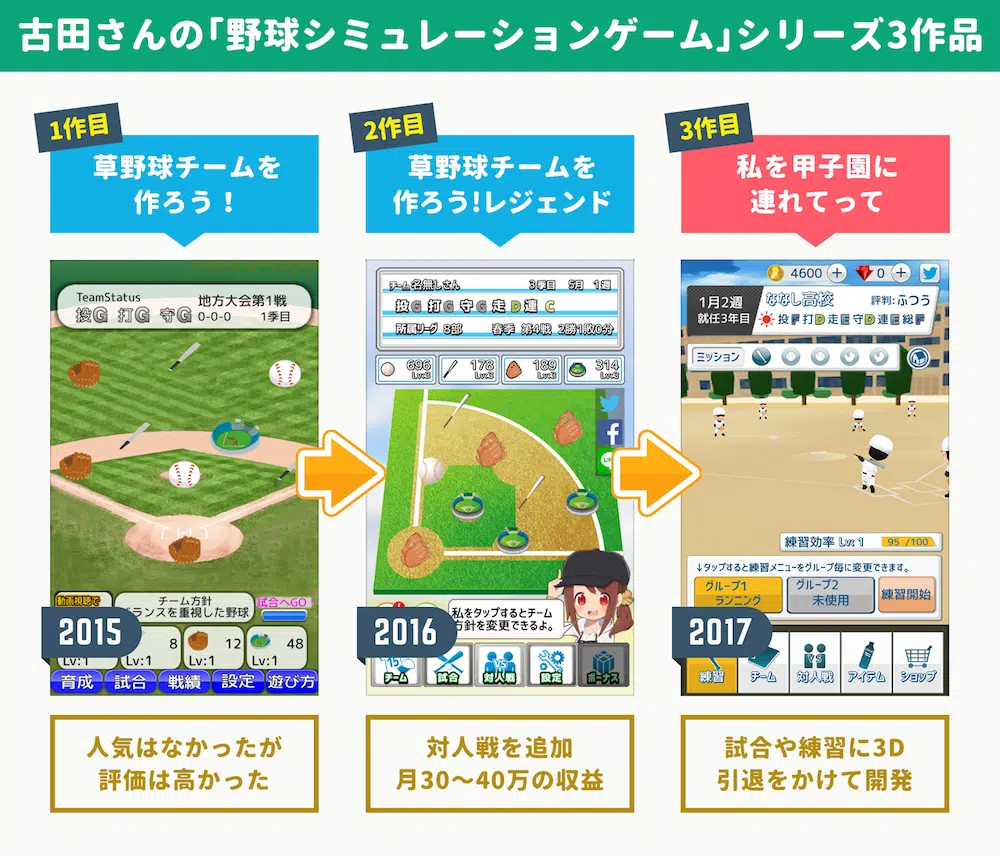 古田さんの「野球シミュレーションゲーム」シリーズ3作品
1作目
草野球チームを
作ろう！
TeamStatus
地方大会第1戦
投G 打G 守G
0-0-0 1季目
動画視聴で
チーム方針
ランスを重視した野球
試合へGO
2015
8
12
48
Lv:1
Lv:1
Lv:1
Lv:1
育成 試合 戦績 設定 遊び方
人気はなかったが
評価は高かった
2作目
草野球チームを
作ろう!レジェンド
チーム名無しさん 3季目 5月 1週
投G 打G 守G 走D 連C
所属リーグ 8部 春季 第4戦 2勝1敗0分
696 Lv:3
178 Lv:3
189 Lv:3
314 Lv:3
私をタップするとチーム
方針を変更できるよ。
2016
チーム 試合 対人戦 設定 ボーナス
対人戦を追加
月30〜40万の収益
3作目
私を甲子園に
連れてって
4600 + 0 +
1月2週
就任3年目
ななし高校 評判:ふつう
投F 打D 走E 守D 連E 総F
ミッション
練習効率 Lv: 1 95 /100
↓タップすると練習メニューをグループ毎に変更できます。
グループ1
ランニング
グループ2
未使用
練習開始
2017
練習 チーム 対人戦 アイテム ショップ
試合や練習に3D
引退をかけて開発